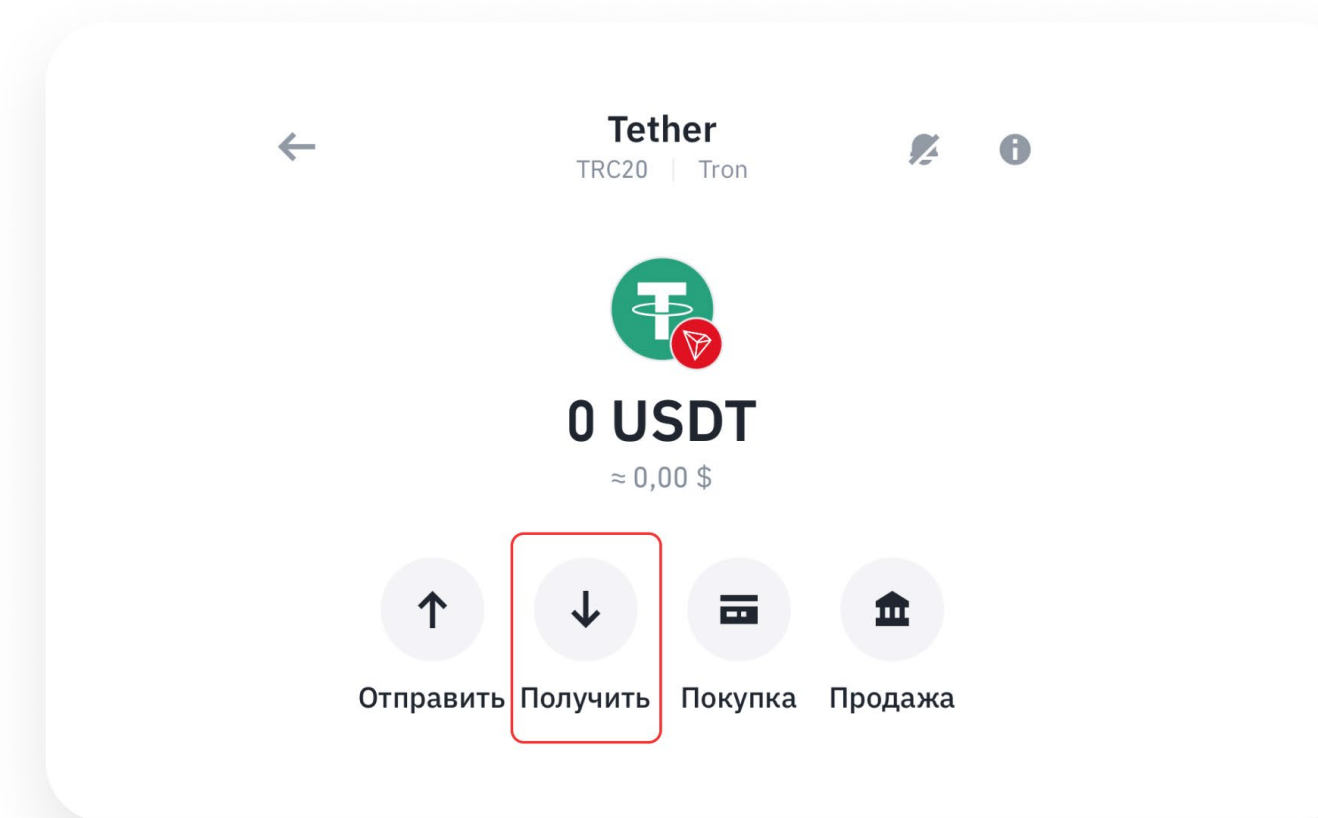 Tether
TRC20 | Tron
0 USDT
≈ 0,00 $
Отправить Получить Покупка Продажа